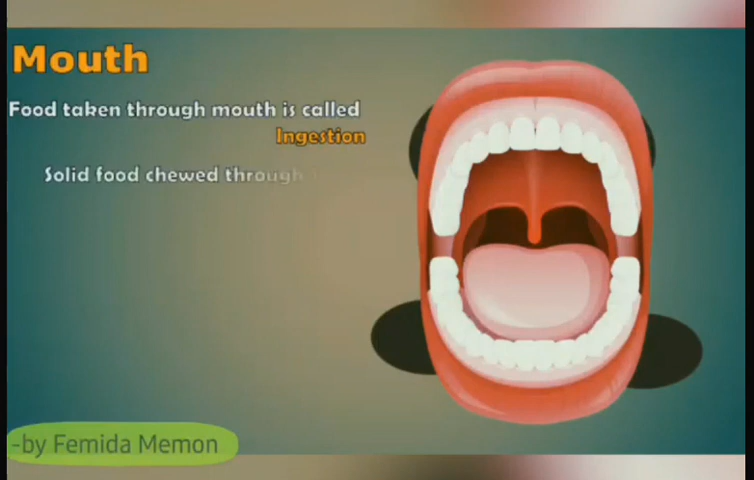 Mouth
Food taken through mouth is called
Ingestion
Solid food chewed through
-by Femida Memon